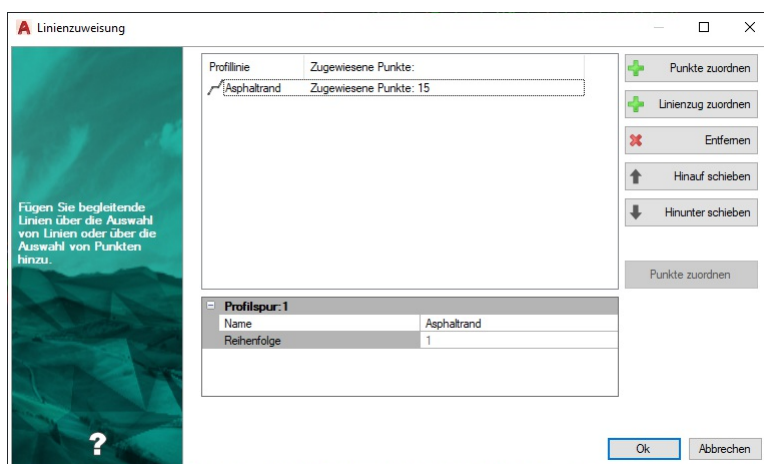 Linienzuweisung
Profillinie Zugewiesene Punkte:
Asphaltrand Zugewiesene Punkte: 15
Punkte zuordnen
Linienzug zuordnen
Entfernen
Hinauf schieben
Hinunter schieben
Punkte zuordnen
Fügen Sie begleitende
Linien über die Auswahl
von Linien oder über die
Auswahl von Punkten
hinzu.
Profilspur:1
Name Asphaltrand
Reihenfolge 1
?
Ok Abbrechen